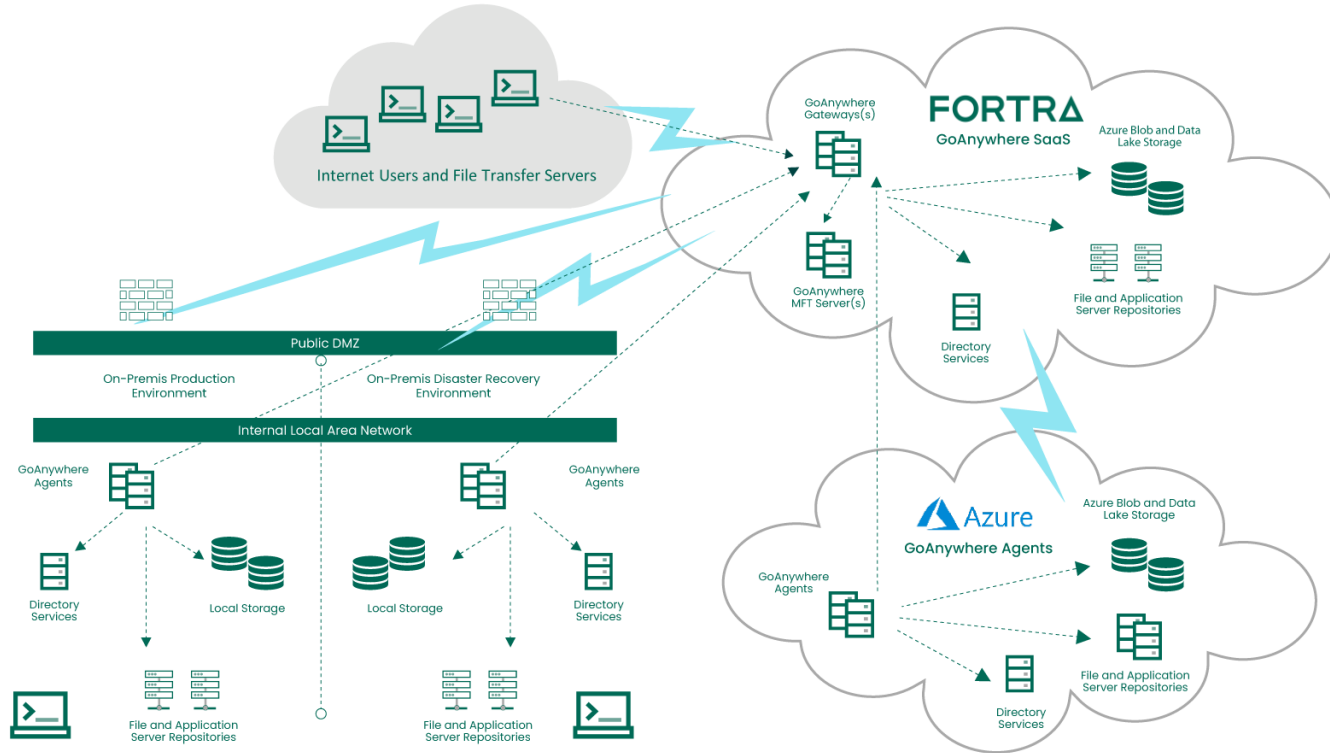 Internet Users and File Transfer Servers
GoAnywhere
Gateways(s)
FORTRA
GoAnywhere SaaS
Azure Blob and Data
Lake Storage
GoAnywhere
MFT Server(s)
File and Application
Server Repositories
Directory
Services
Public DMZ
On-Premis Production
Environment
On-Premis Disaster Recovery
Environment
Internal Local Area Network
GoAnywhere
Agents
GoAnywhere
Agents
Directory
Services
Local Storage
Local Storage
Directory
Services
File and Application
Server Repositories
File and Application
Server Repositories
Azure
GoAnywhere Agents
Azure Blob and Data
Lake Storage
GoAnywhere
Agents
File and Application
Server Repositories
Directory
Services